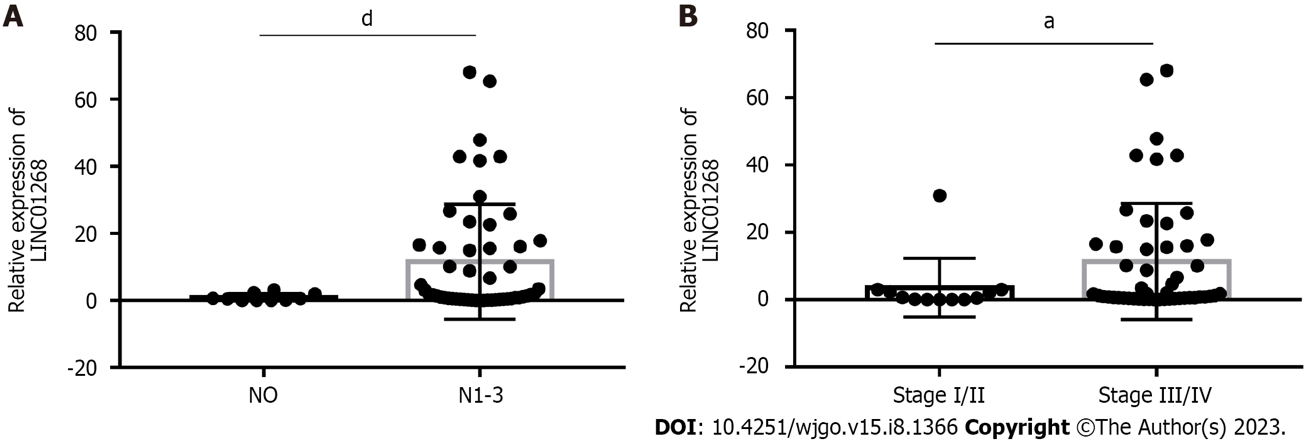 A
d
Relative expression of
LINC01268
80
60
40
20
0
-20
NO
N1-3
B
a
Relative expression of
LINC01268
80
60
40
20
0
-20
Stage I/II
Stage III/IV
DOI: 10.4251/wjgo.v15.i8.1366 Copyright ©The Author(s) 2023.